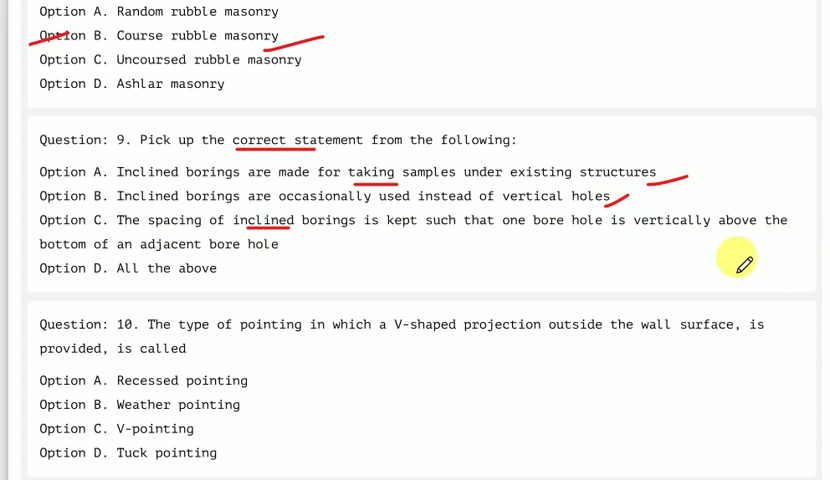 Option A. Random rubble masonry
Option B. Course rubble masonry
Option C. Uncoursed rubble masonry
Option D. Ashlar masonry
Question: 9. Pick up the correct statement from the following:
Option A. Inclined borings are made for taking samples under existing structures
Option B. Inclined borings are occasionally used instead of vertical holes
Option C. The spacing of inclined borings is kept such that one bore hole is vertically above the
bottom of an adjacent bore hole
Option D. All the above
Question: 10. The type of pointing in which a V-shaped projection outside the wall surface, is
provided, is called
Option A. Recessed pointing
Option B. Weather pointing
Option C. V-pointing
Option D. Tuck pointing